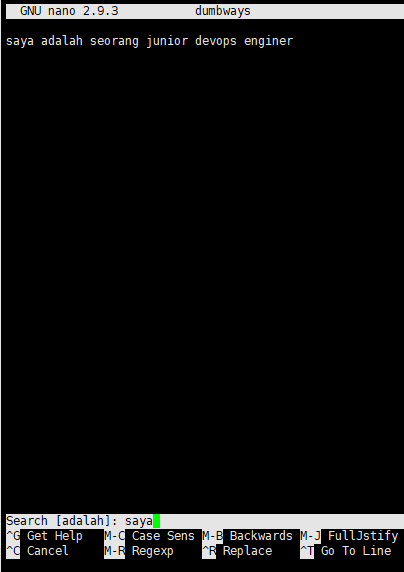 GNU nano 2.9.3 dumbways
saya adalah seorang junior devops enginer
Search [adalah]: saya
^G Get Help M-C Case Sens M-B Backwards M-J FullJstify
^C Cancel M-R Regexp ^R Replace ^T Go To Line